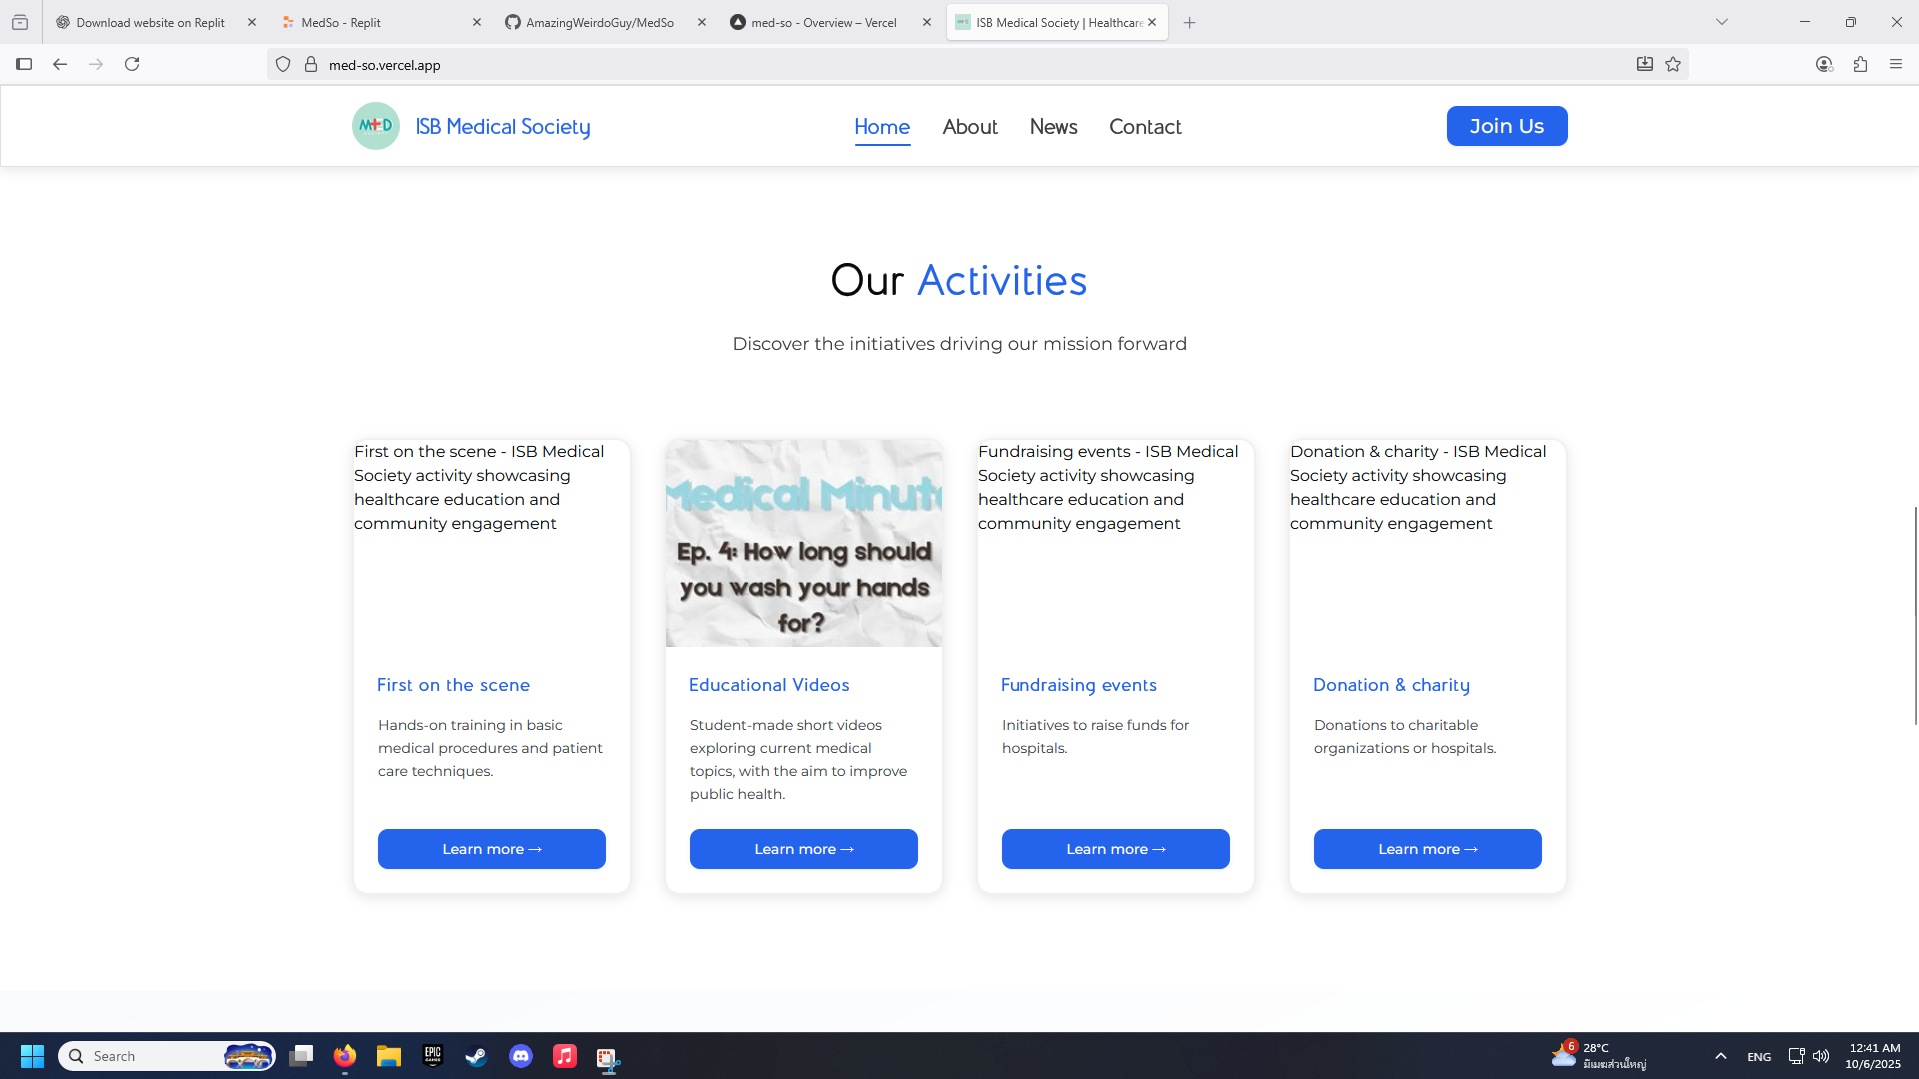 Download website on Replit
MedSo - Replit
AmazingWeirdoGuy/MedSo
med-so - Overview – Vercel
ISB Medical Society | Healthcare
med-so.vercel.app
MED
ISB Medical Society
Home
About
News
Contact
Join Us
Our Activities
Discover the initiatives driving our mission forward
First on the scene - ISB Medical
Society activity showcasing
healthcare education and
community engagement
First on the scene
Hands-on training in basic
medical procedures and patient
care techniques.
Learn more →
Medical Minut
Ep. 4: How long should
you wash your hands
for?
Educational Videos
Student-made short videos
exploring current medical
topics, with the aim to improve
public health.
Learn more →
Fundraising events - ISB Medical
Society activity showcasing
healthcare education and
community engagement
Fundraising events
Initiatives to raise funds for
hospitals.
Learn more →
Donation & charity - ISB Medical
Society activity showcasing
healthcare education and
community engagement
Donation & charity
Donations to charitable
organizations or hospitals.
Learn more →
Search
EPIC
GAMES
6
28°C
มีเมฆส่วนใหญ่
ENG
12:41 AM
10/6/2025